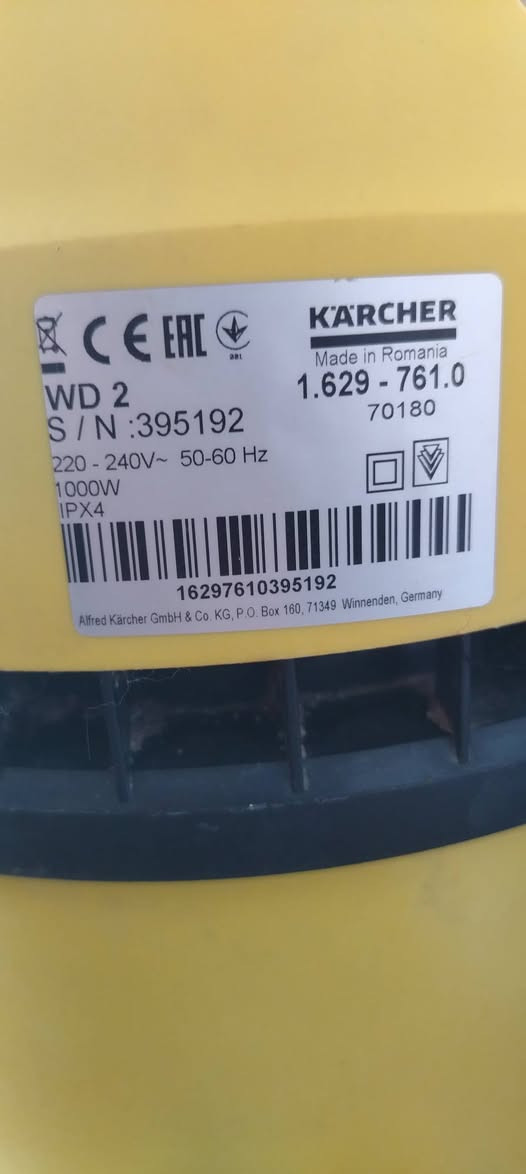 CE EAC
201
KÄRCHER
Made in Romania
WD 2
1.629 - 761.0
S / N :395192
70180
220 - 240V~ 50-60 Hz
1000W
IPX4
16297610395192
Alfred Kärcher GmbH & Co. KG, P.O. Box 160, 71349 Winnenden, Germany